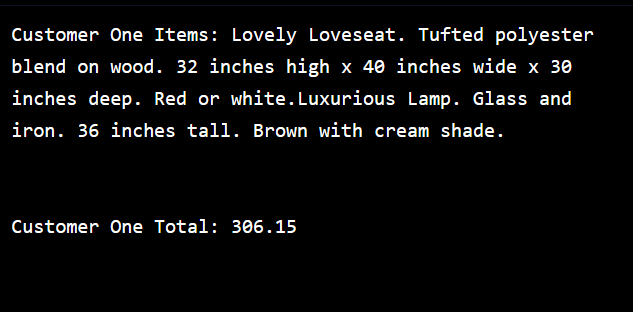 Customer One Items: Lovely Loveseat. Tufted polyester
blend on wood. 32 inches high x 40 inches wide x 30
inches deep. Red or white.Luxurious Lamp. Glass and
iron. 36 inches tall. Brown with cream shade.
Customer One Total: 306.15